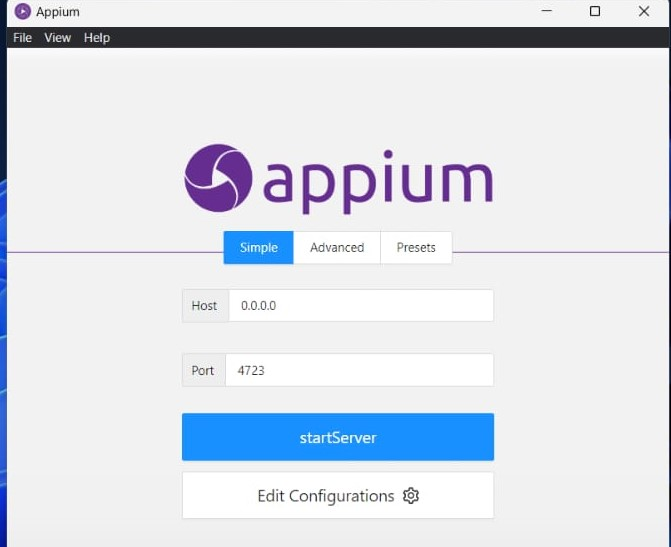 Appium
File View Help
appium
Simple Advanced Presets
Host 0.0.0.0
Port 4723
startServer
Edit Configurations